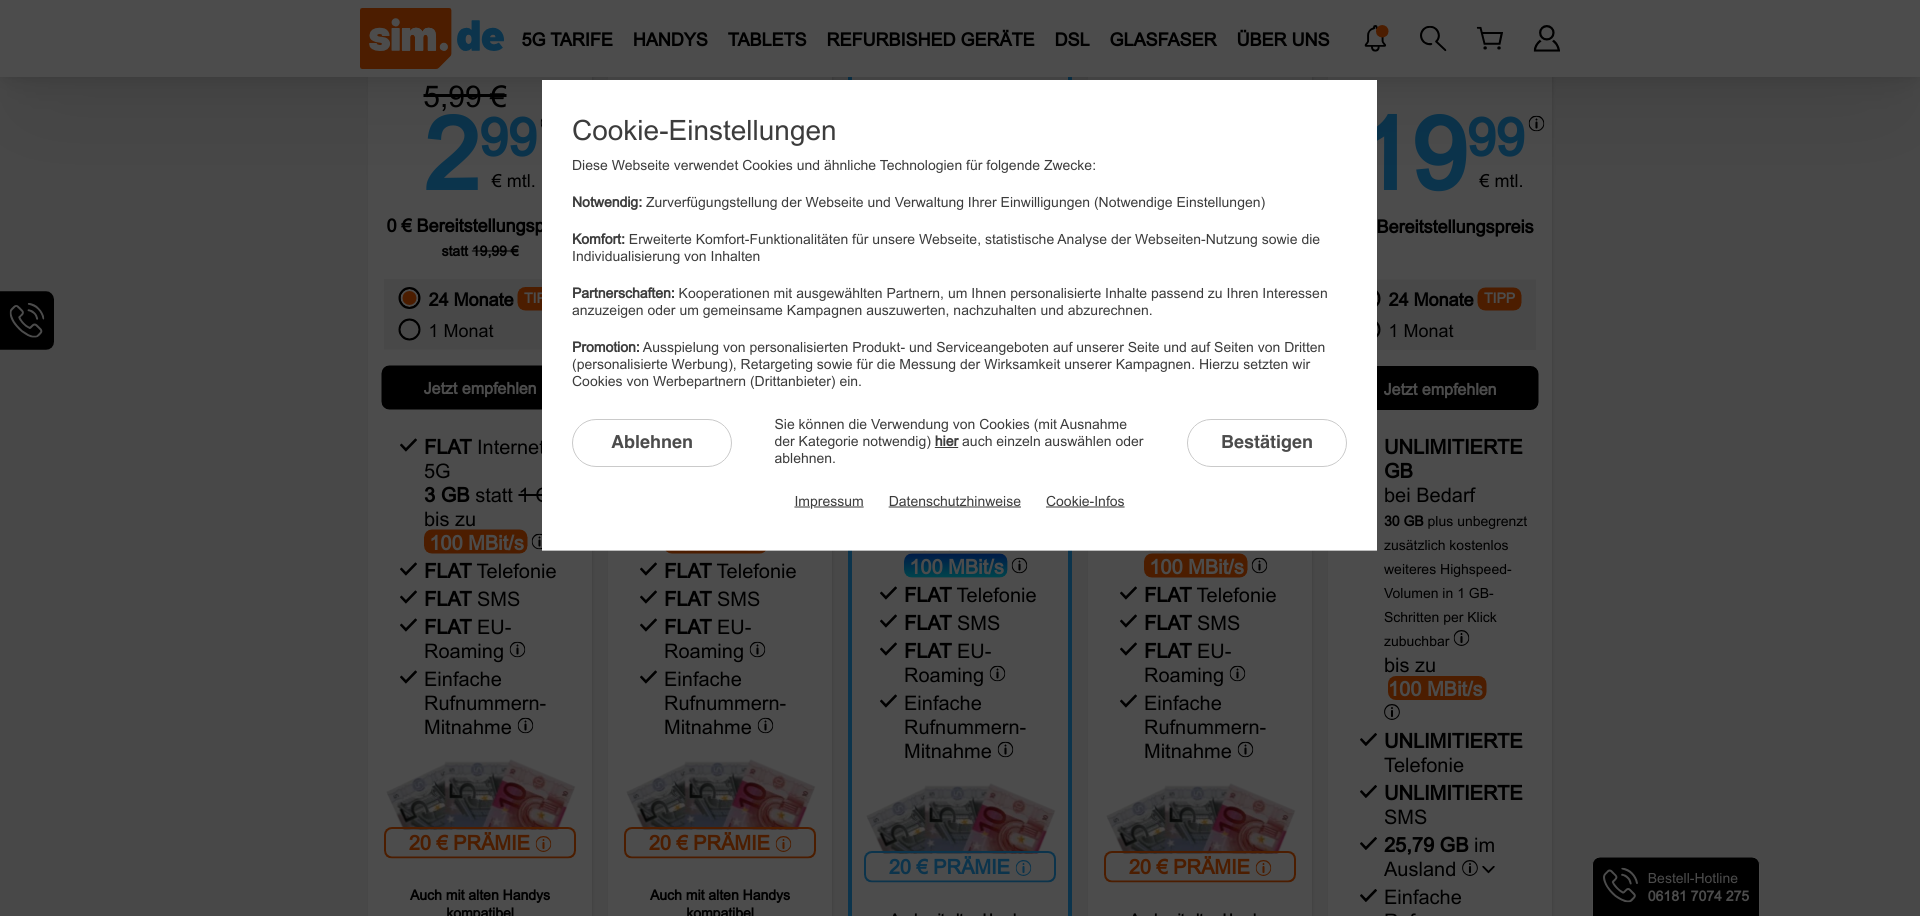 sim.de
5G TARIFE
HANDYS
TABLETS
REFURBISHED GERÄTE
DSL
GLASFASER
ÜBER UNS
5,99 €
2 99
€ mtl.
statt 19,99 €
24 Monate
1 Monat
Jetzt empfehlen
FLAT Internet
5G
3 GB statt
bis zu
100 MBit/s
FLAT Telefonie
FLAT SMS
FLAT EU-
Roaming
Einfache
Rufnummern-
Mitnahme
20 € PRÄMIE
Auch mit alten Handys
kompatibel
Cookie-Einstellungen
Diese Webseite verwendet Cookies und ähnliche Technologien für folgende Zwecke:
Notwendig: Zurverfügungstellung der Webseite und Verwaltung Ihrer Einwilligungen (Notwendige Einstellungen)
Komfort: Erweiterte Komfort-Funktionalitäten für unsere Webseite, statistische Analyse der Webseiten-Nutzung sowie die
Individualisierung von Inhalten
Partnerschaften: Kooperationen mit ausgewählten Partnern, um Ihnen personalisierte Inhalte passend zu Ihren Interessen
anzuzeigen oder um gemeinsame Kampagnen auszuwerten, nachzuhalten und abzurechnen.
Promotion: Ausspielung von personalisierten Produkt- und Serviceangeboten auf unserer Seite und auf Seiten von Dritten
(personalisierte Werbung), Retargeting sowie für die Messung der Wirksamkeit unserer Kampagnen. Hierzu setzten wir
Cookies von Werbepartnern (Drittanbieter) ein.
Ablehnen
Sie können die Verwendung von Cookies (mit Ausnahme
der Kategorie notwendig) hier auch einzeln auswählen oder
ablehnen.
Bestätigen
Impressum
Datenschutzhinweise
Cookie-Infos
FLAT Telefonie
FLAT SMS
FLAT EU-
Roaming
Einfache
Rufnummern-
Mitnahme
20 € PRÄMIE
Auch mit alten Handys
kompatibel
100 MBit/s
FLAT Telefonie
FLAT SMS
FLAT EU-
Roaming
Einfache
Rufnummern-
Mitnahme
20 € PRÄMIE
100 MBit/s
FLAT Telefonie
FLAT SMS
FLAT EU-
Roaming
Einfache
Rufnummern-
Mitnahme
20 € PRÄMIE
19 99
€ mtl.
Bereitstellungspreis
24 Monate TIPP
1 Monat
Jetzt empfehlen
UNLIMITIERTE
GB
bei Bedarf
30 GB plus unbegrenzt
zusätzlich kostenlos
weiteres Highspeed-
Volumen in 1 GB-
Schritten per Klick
zubuchbar
bis zu
100 MBit/s
UNLIMITIERTE
Telefonie
UNLIMITIERTE
SMS
25,79 GB im
Ausland
Einfache
Bestell-Hotline
06181 7074 275